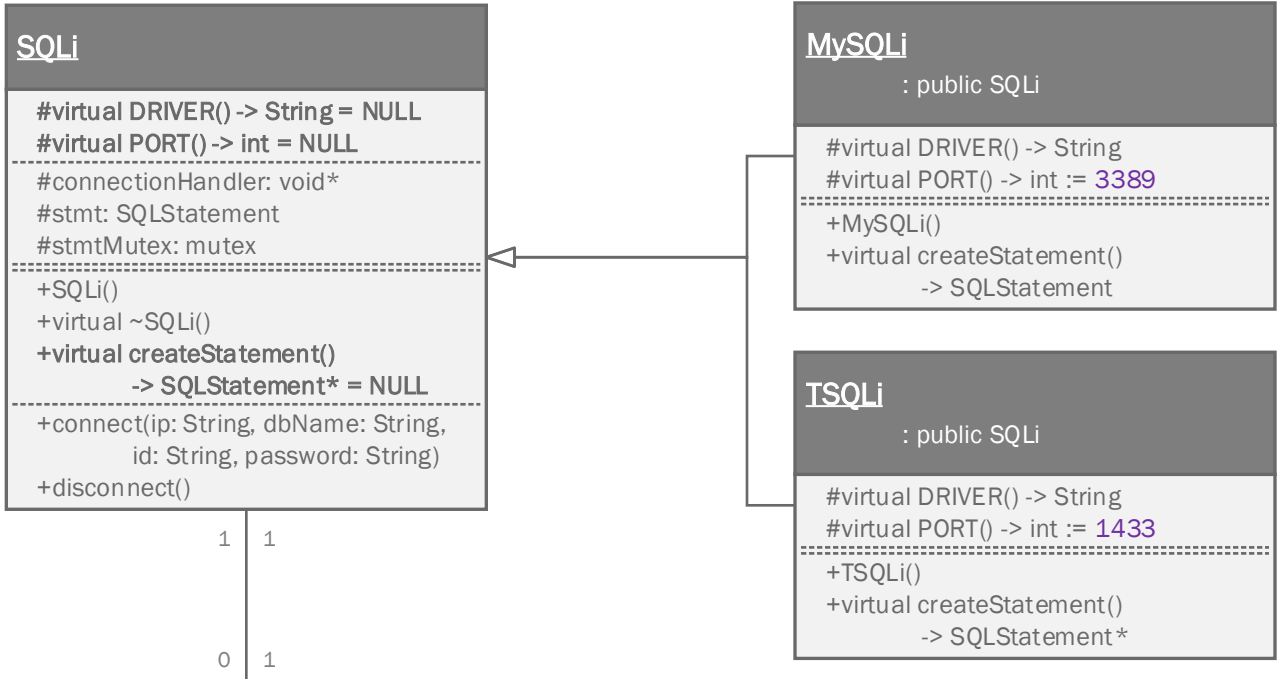 SQLi
#virtual DRIVER() -> String = NULL
#virtual PORT() -> int = NULL
#connectionHandler: void*
#stmt: SQLStatement
#stmtMutex: mutex
+SQLi()
+virtual ~SQLi()
+virtual createStatement()
-> SQLStatement* = NULL
+connect(ip: String, dbName: String,
id: String, password: String)
+disconnect()
1 1
0 1
MySQLi
: public SQLi
#virtual DRIVER() -> String
#virtual PORT() -> int := 3389
+MySQLi()
+virtual createStatement()
-> SQLStatement
TSQLi
: public SQLi
#virtual DRIVER() -> String
#virtual PORT() -> int := 1433
+TSQLi()
+virtual createStatement()
-> SQLStatement*